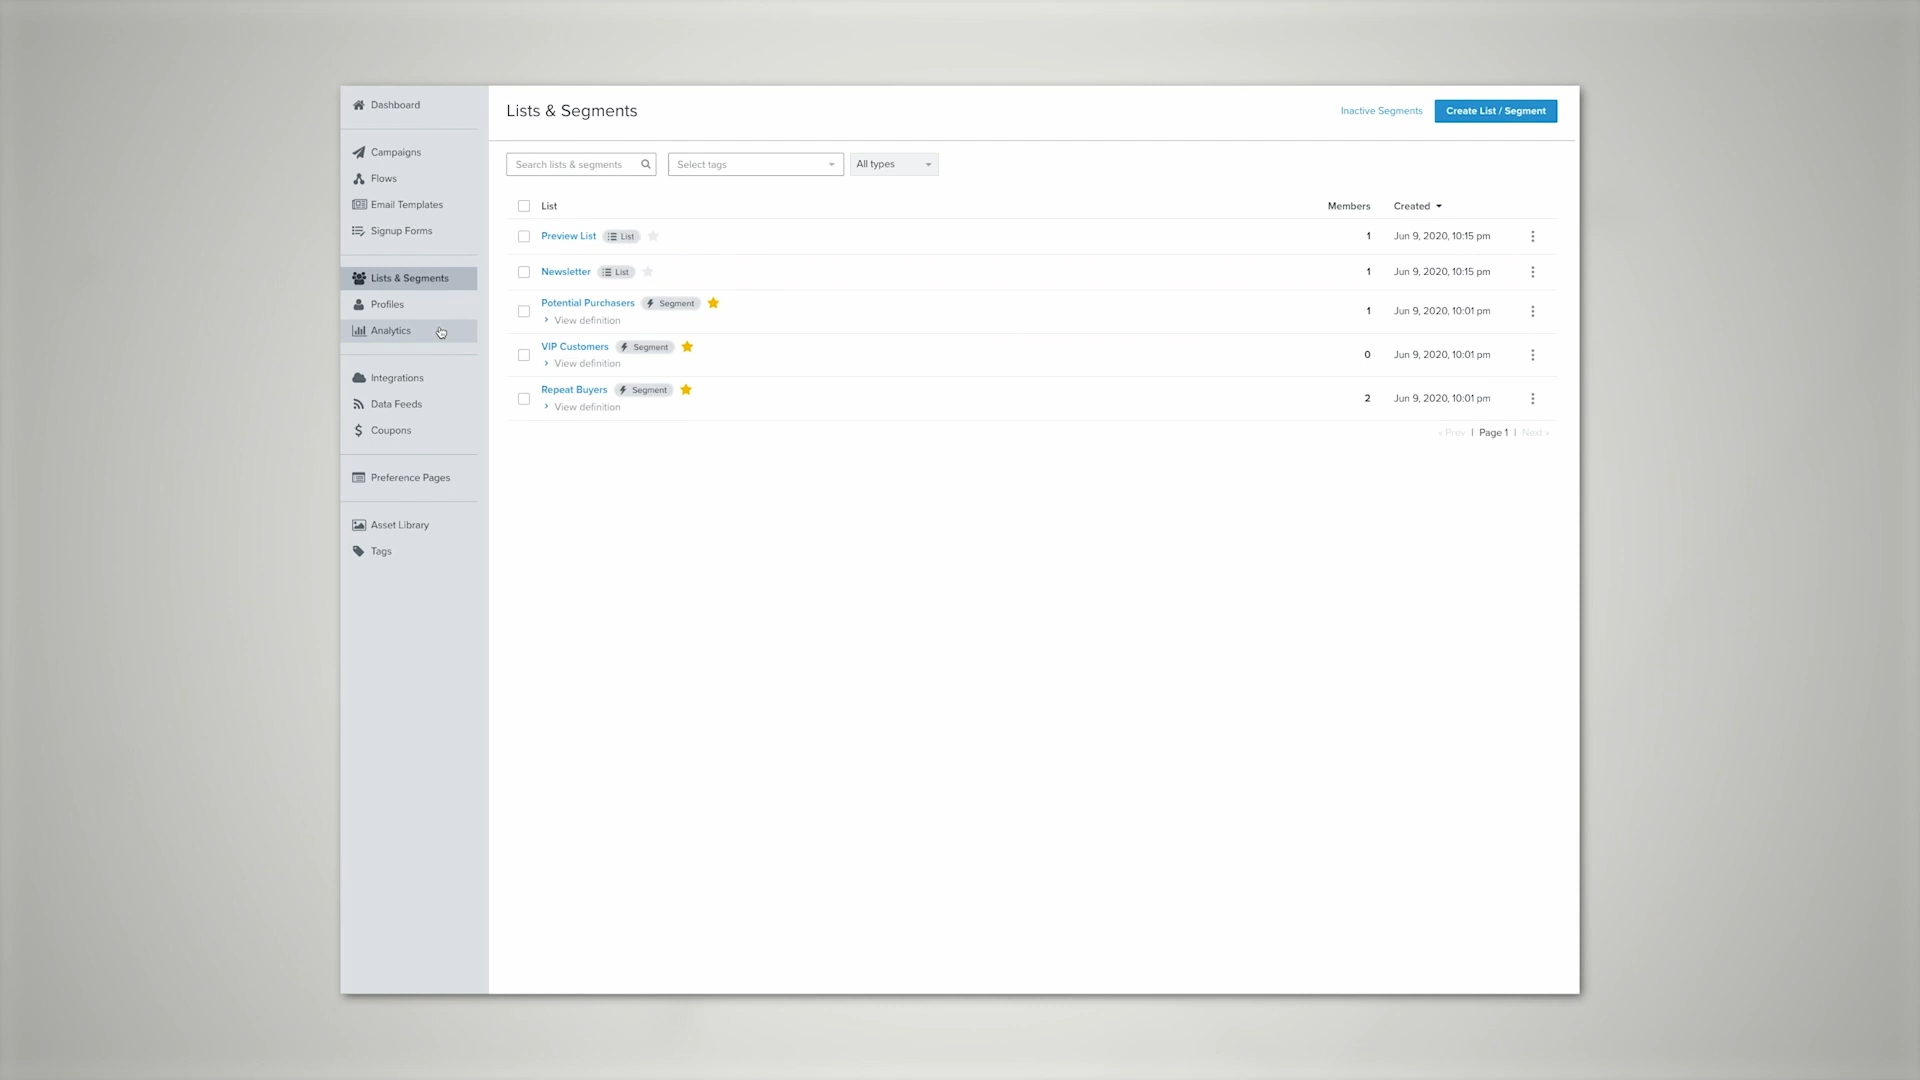 Dashboard
Campaigns
Flows
Email Templates
Signup Forms
Lists & Segments
Profiles
Analytics
Integrations
Data Feeds
Coupons
Preference Pages
Asset Library
Tags
Lists & Segments
Inactive Segments
Create List / Segment
Search lists & segments
Select tags
All types
List Members Created
Preview List List 1 Jun 9, 2020, 10:15 pm
Newsletter List 1 Jun 9, 2020, 10:15 pm
Potential Purchasers Segment 1 Jun 9, 2020, 10:01 pm
View definition
VIP Customers Segment 0 Jun 9, 2020, 10:01 pm
View definition
Repeat Buyers Segment 2 Jun 9, 2020, 10:01 pm
View definition
« Prev | Page 1 | Next »